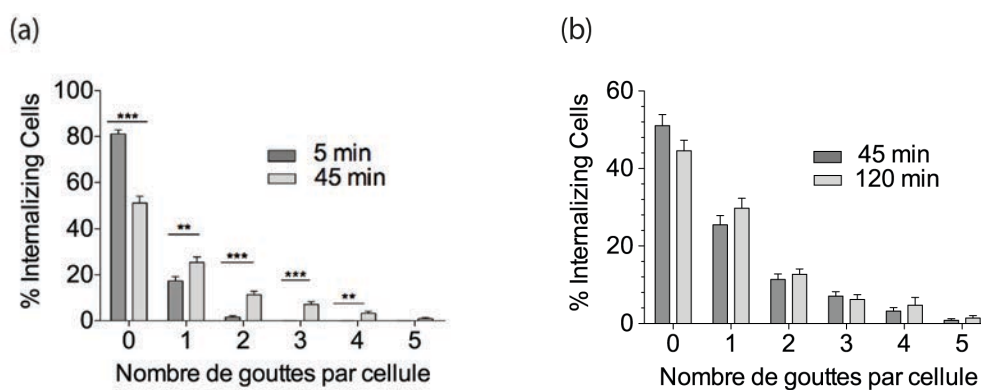 (a)
% Internalizing Cells
100
80
60
40
20
0
***
**
***
***
**
5 min
45 min
0 1 2 3 4 5
Nombre de gouttes par cellule
(b)
% Internalizing Cells
60
40
20
0
45 min
120 min
0 1 2 3 4 5
Nombre de gouttes par cellule